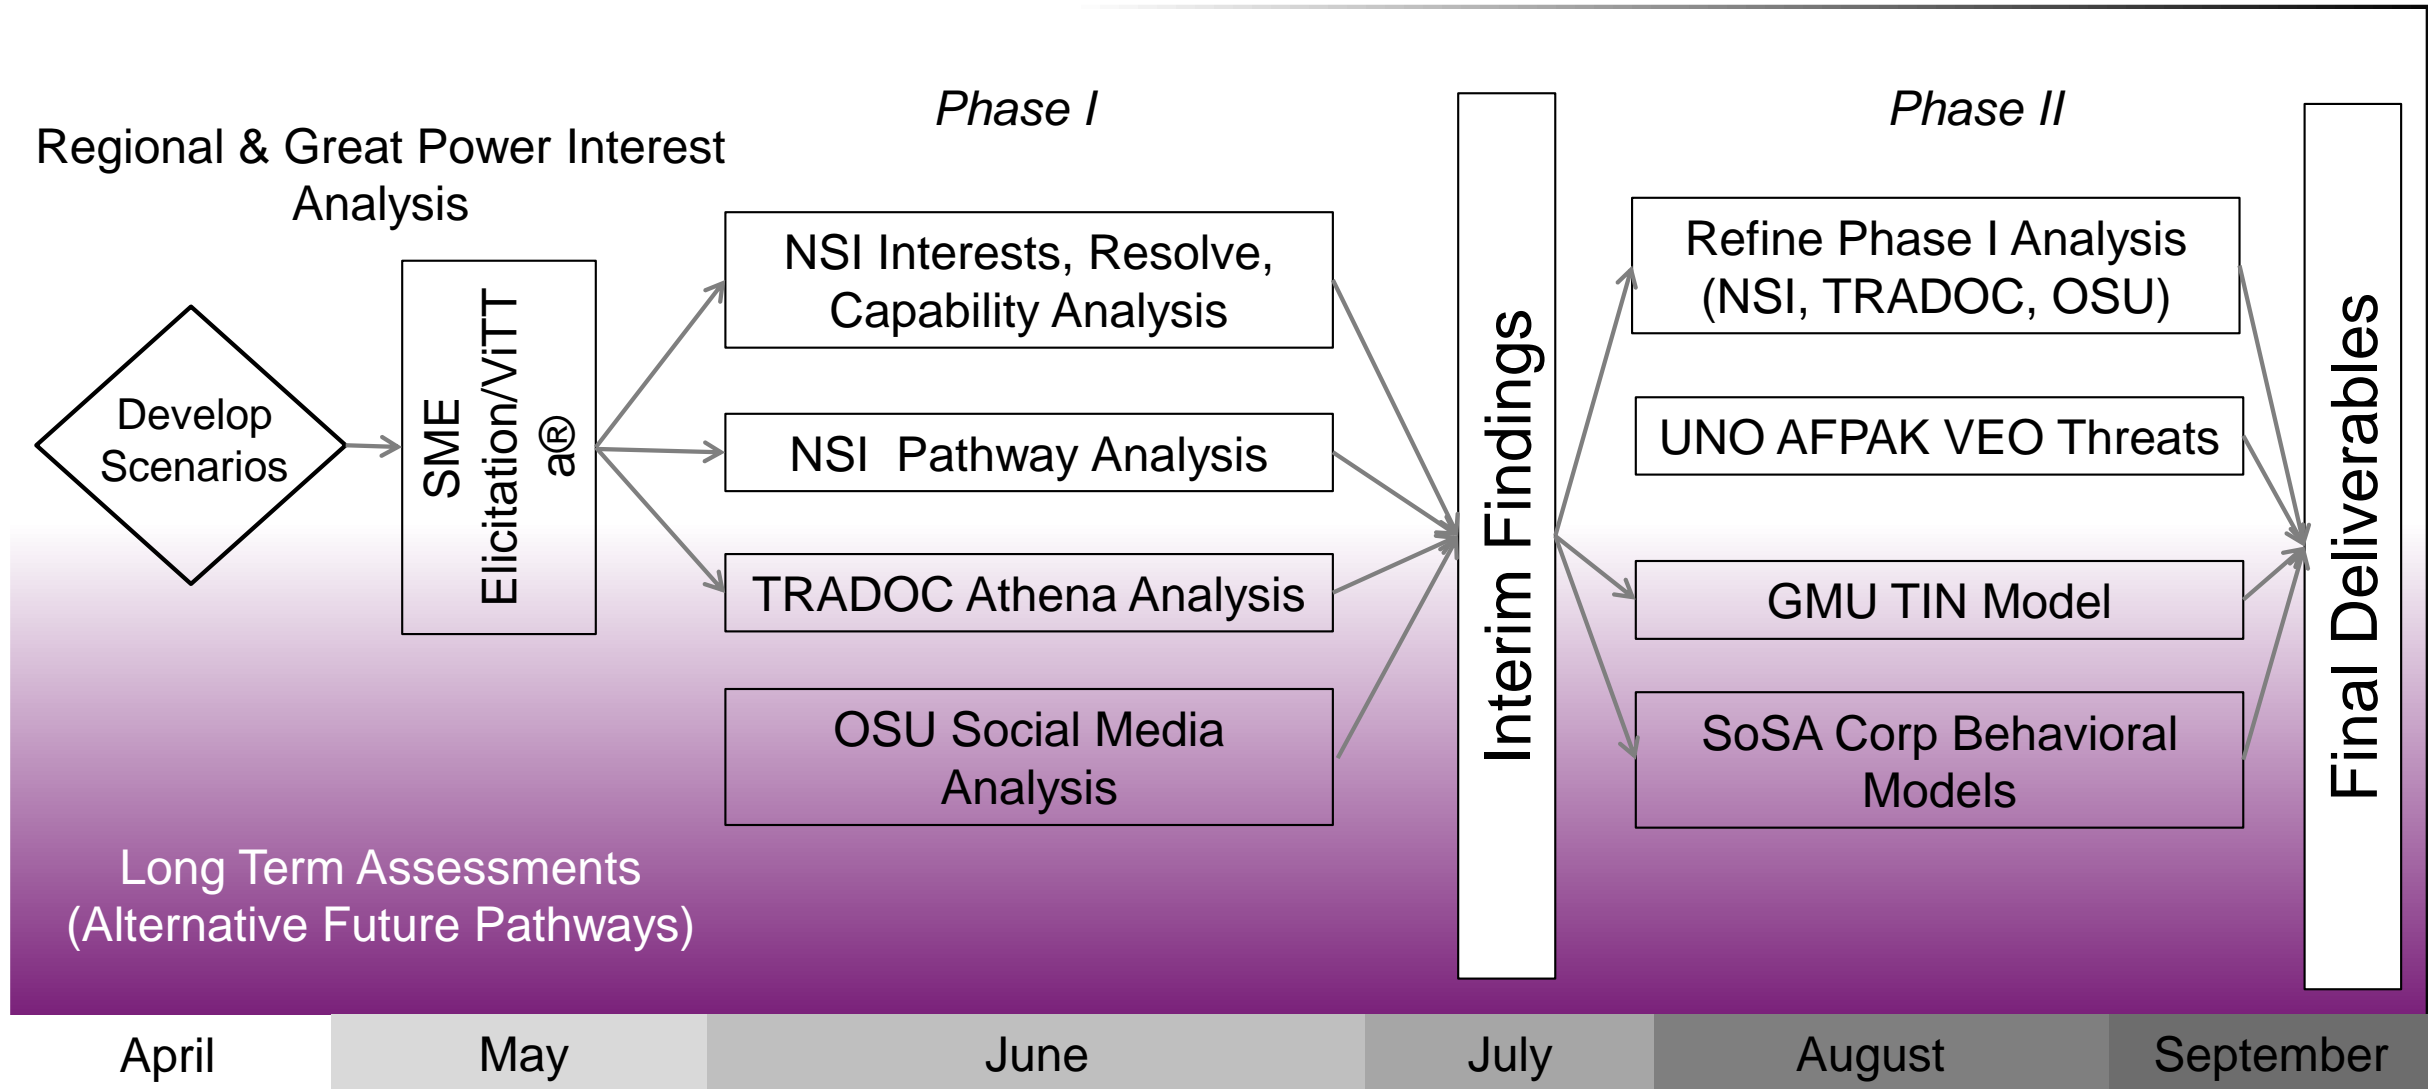 Phase I
Phase II
Regional & Great Power Interest
Analysis
Develop
Scenarios
SME
Elicitation/ViTT
a®
NSI Interests, Resolve,
Capability Analysis
NSI  Pathway Analysis
TRADOC Athena Analysis
OSU Social Media
Analysis
Interim Findings
Refine Phase I Analysis
(NSI, TRADOC, OSU)
UNO AFPAK VEO Threats
GMU TIN Model
SoSA Corp Behavioral
Models
Final Deliverables
Long Term Assessments
(Alternative Future Pathways)
April
May
June
July
August
September